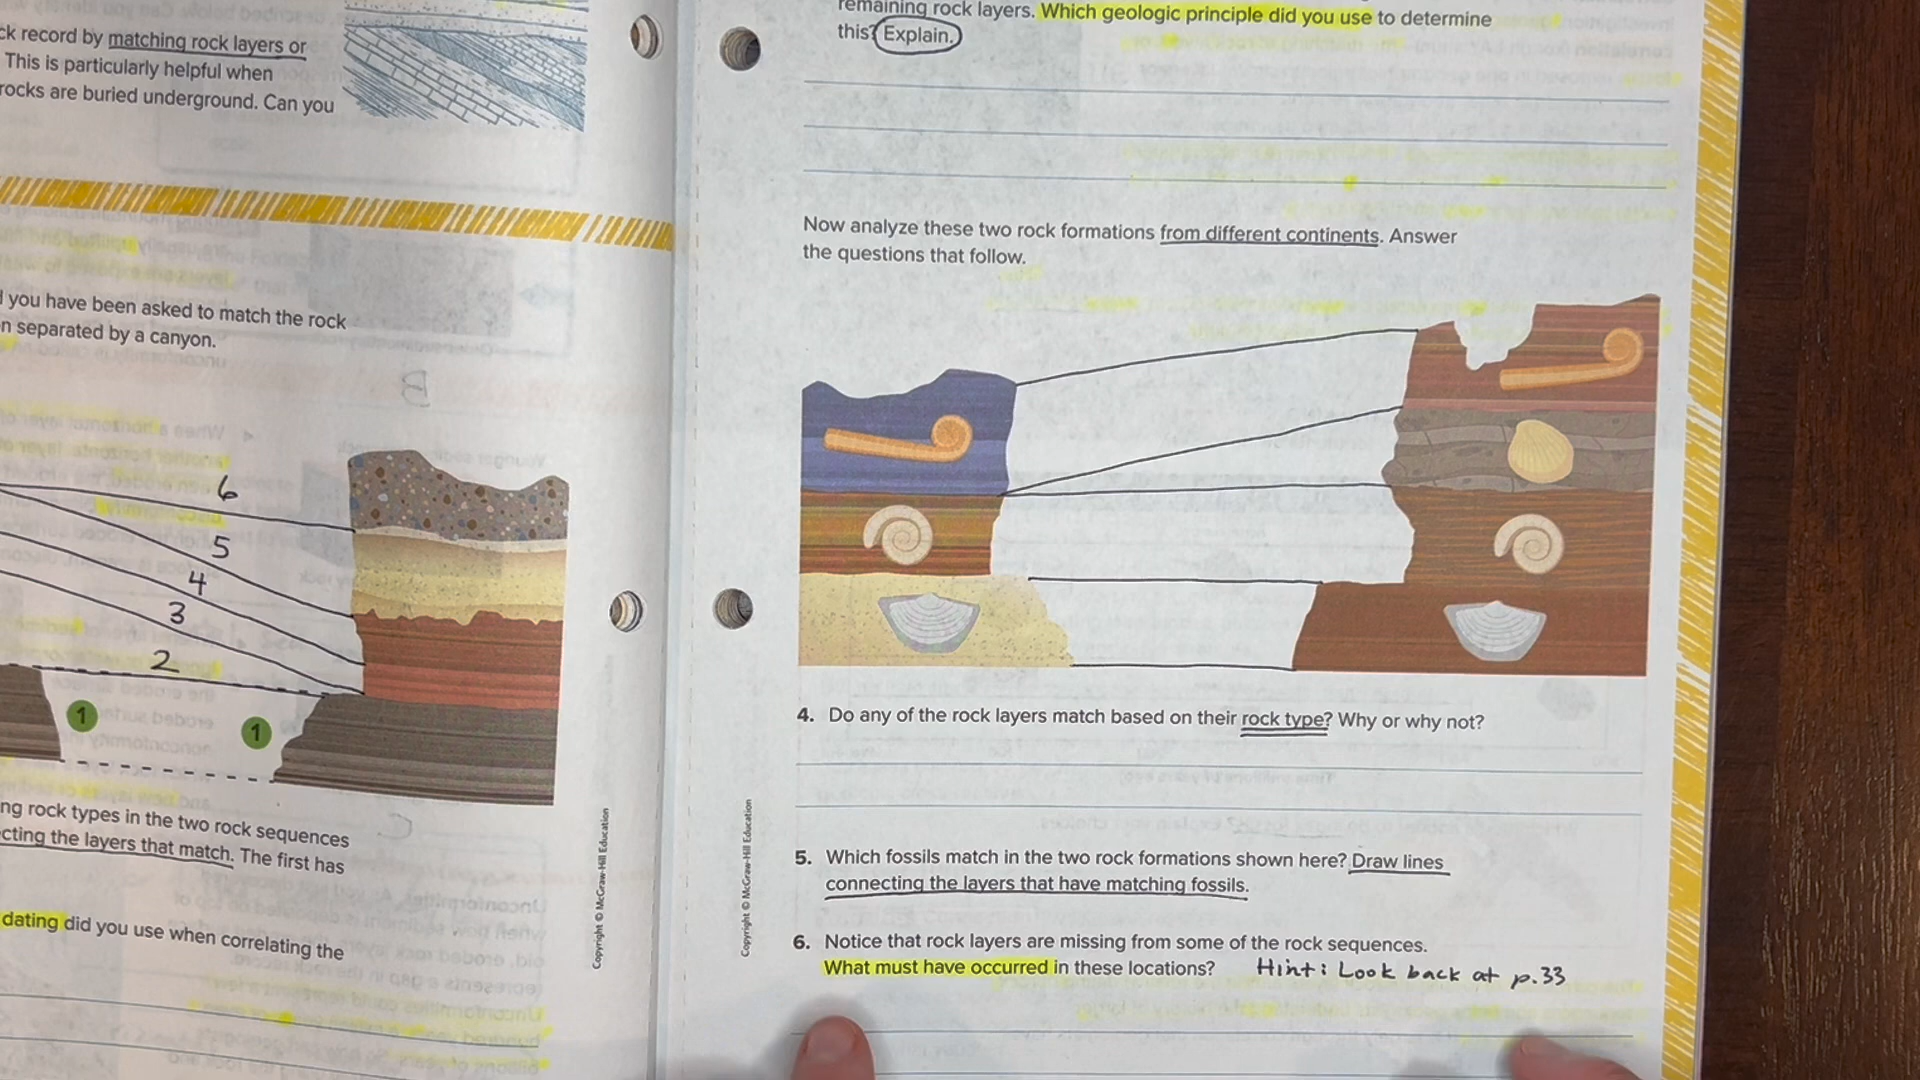 ck record by matching rock layers or
This is particularly helpful when
rocks are buried underground. Can you
you have been asked to match the rock
n separated by a canyon.
6
5
4
3
2
1
1
ng rock types in the two rock sequences
cting the layers that match. The first has
dating did you use when correlating the
Copyright © McGraw-Hill Education
remaining rock layers. Which geologic principle did you use to determine
this? Explain.
Now analyze these two rock formations from different continents. Answer
the questions that follow.
4. Do any of the rock layers match based on their rock type? Why or why not?
5. Which fossils match in the two rock formations shown here? Draw lines
connecting the layers that have matching fossils.
6. Notice that rock layers are missing from some of the rock sequences.
What must have occurred in these locations? Hint: Look back at p.33
Copyright © McGraw-Hill Education